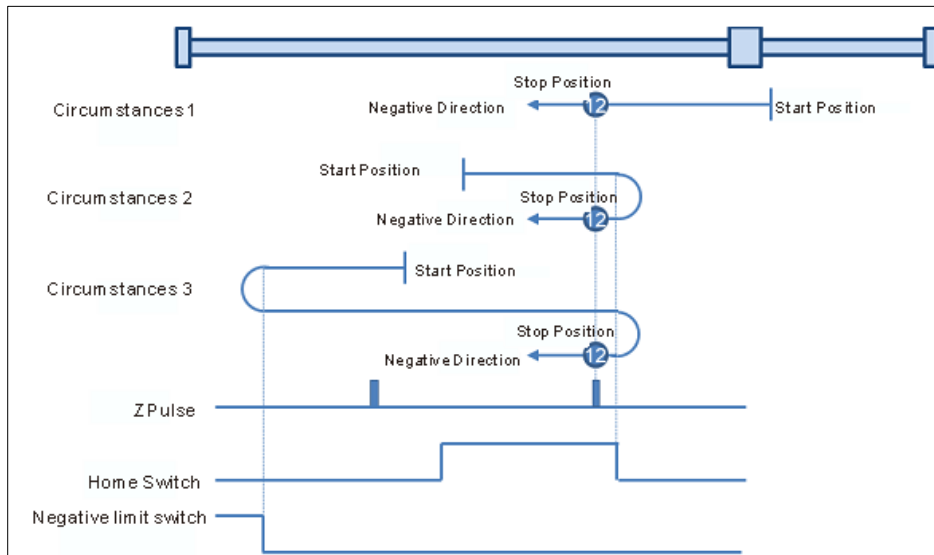 Stop Position
Circumstances 1
Negative Direction
12
Start Position
Start Position
Circumstances 2
Stop Position
Negative Direction
12
Start Position
Circumstances 3
Stop Position
Negative Direction
12
Z Pulse
Home Switch
Negative limit switch